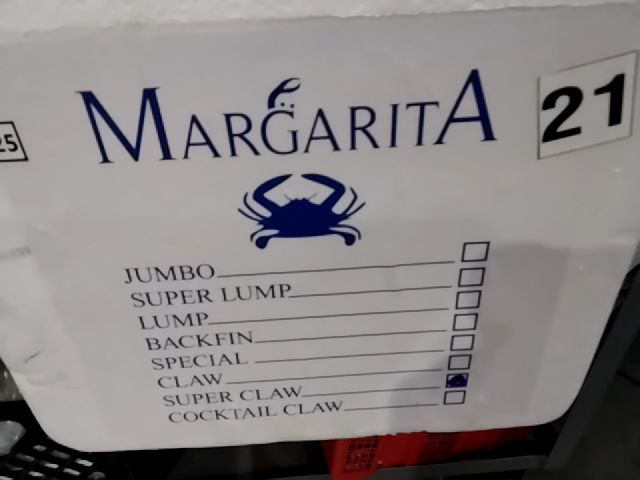 MARGARITA
21
25
JUMBO
SUPER LUMP
LUMP
BACKFIN
SPECIAL
CLAW
SUPER CLAW
COCKTAIL CLAW